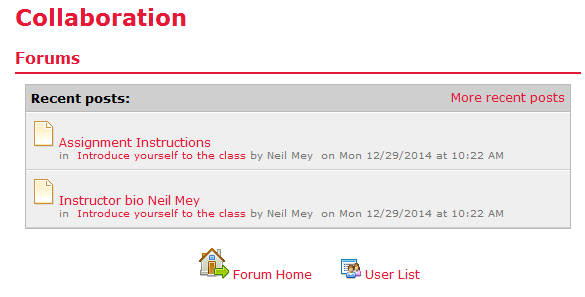 Collaboration
Forums
Recent posts: More recent posts
Assignment Instructions
in Introduce yourself to the class by Neil Mey on Mon 12/29/2014 at 10:22 AM
Instructor bio Neil Mey
in Introduce yourself to the class by Neil Mey on Mon 12/29/2014 at 10:22 AM
Forum Home User List